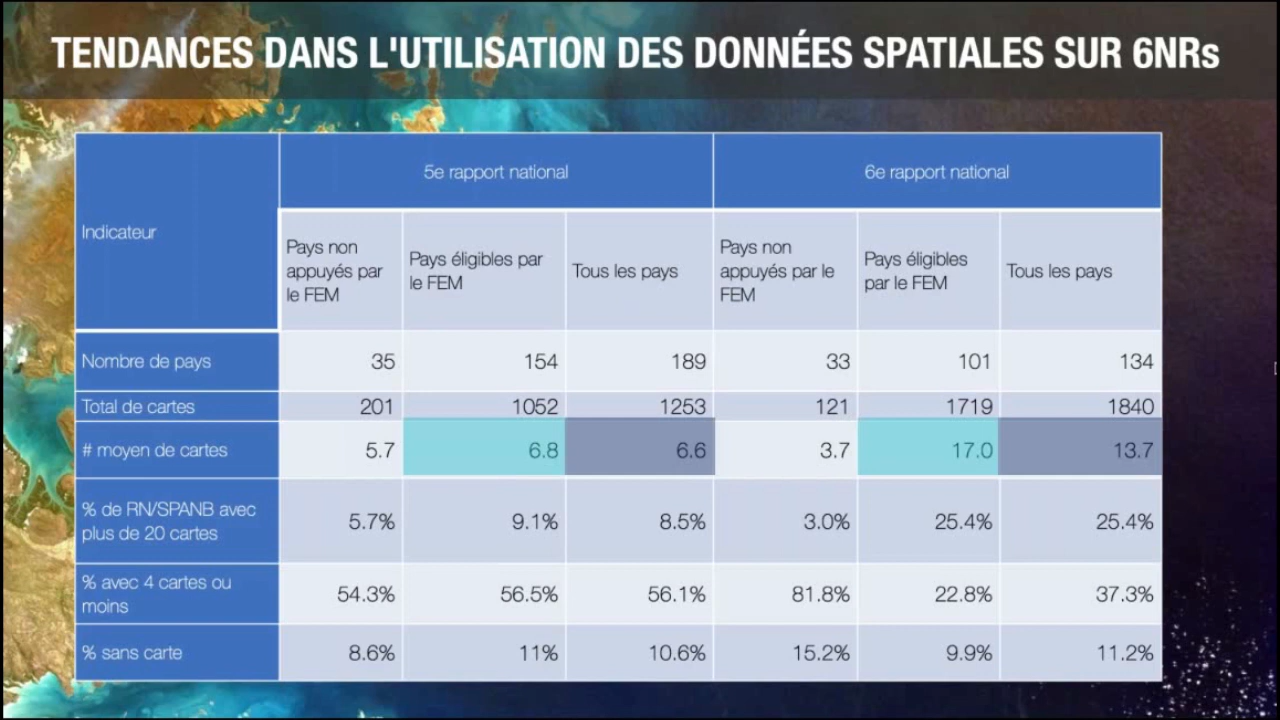 TENDANCES DANS L'UTILISATION DES DONNÉES SPATIALES SUR 6NRs
Indicateur
5e rapport national
6e rapport national
Pays non
appuyés par
le FEM
Pays éligibles par
le FEM
Tous les pays
Pays non
appuyés par le
FEM
Pays éligibles
par le FEM
Tous les pays
Nombre de pays 35 154 189 33 101 134
Total de cartes 201 1052 1253 121 1719 1840
# moyen de cartes 5.7 6.8 6.6 3.7 17.0 13.7
% de RN/SPANB avec
plus de 20 cartes 5.7% 9.1% 8.5% 3.0% 25.4% 25.4%
% avec 4 cartes ou
moins 54.3% 56.5% 56.1% 81.8% 22.8% 37.3%
% sans carte 8.6% 11% 10.6% 15.2% 9.9% 11.2%